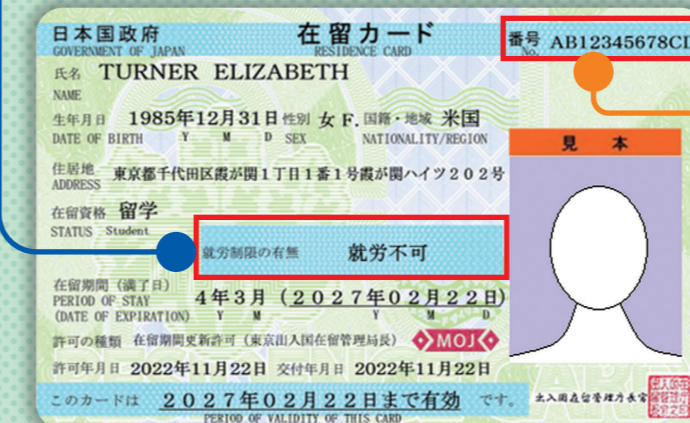 日本国政府 在留カード 番号 AB12345678CD
GOVERNMENT OF JAPAN RESIDENCE CARD No.
氏名 TURNER ELIZABETH
NAME
生年月日 1985年12月31日 性別 女 F. 国籍・地域 米国
DATE OF BIRTH Y M D SEX NATIONALITY/REGION
見本
住居地 東京都千代田区霞が関1丁目1番1号霞が関ハイツ202号
ADDRESS
在留資格 留学
STATUS Student
就労制限の有無 就労不可
在留期間(満了日) 4年3月(2027年02月22日)
PERIOD OF STAY
(DATE OF EXPIRATION) Y M Y M D
許可の種類 在留期間更新許可(東京出入国在留管理局長) MOJ
許可年月日 2022年11月22日 交付年月日 2022年11月22日
このカードは 2027年02月22日まで有効 です。 出入国在留管理庁長官
PERIOD OF VALIDITY OF THIS CARD